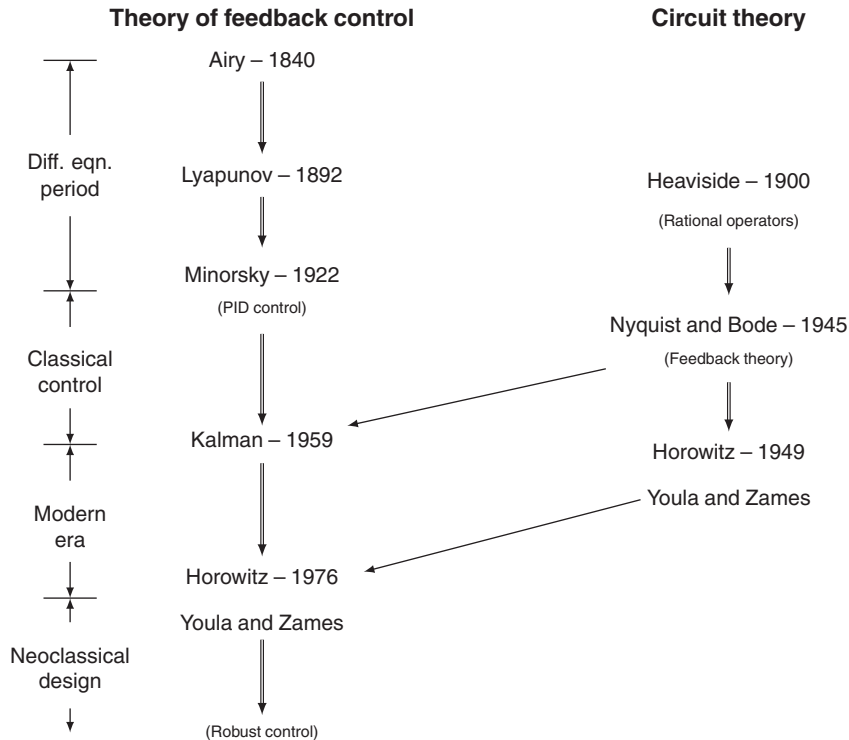 Theory of feedback control
Circuit theory
Airy – 1840
Diff. eqn.
period
Lyapunov – 1892
Heaviside – 1900
(Rational operators)
Minorsky – 1922
(PID control)
Nyquist and Bode – 1945
(Feedback theory)
Classical
control
Kalman – 1959
Horowitz – 1949
Youla and Zames
Modern
era
Horowitz – 1976
Youla and Zames
Neoclassical
design
(Robust control)